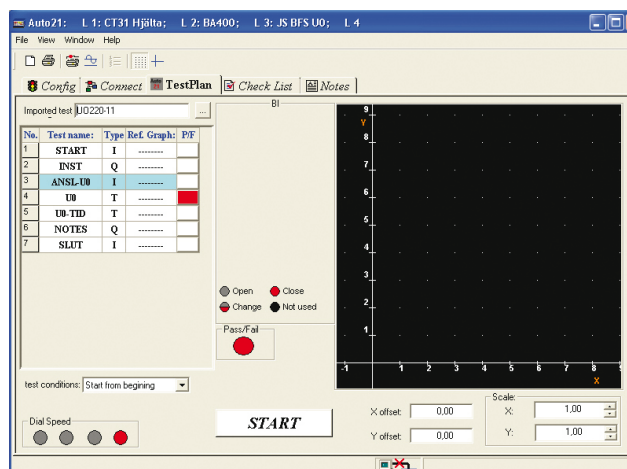 Auto21: L 1: CT31 Hjälta; L 2: BA400; L 3: JS BFS U0; L 4
File View Window Help
Config Connect TestPlan Check List Notes
Imported test U0220-11 ...
No. Test name: Type Ref. Graph: P/F
1 START I --------
2 INST Q --------
3 ANSL-U0 I --------
4 U0 T --------
5 U0-TID T --------
6 NOTES Q --------
7 SLUT I --------
test conditions: Start from begining
Dial Speed
BI
Open Close
Change Not used
Pass/Fail
START
9
Y
8
7
6
5
4
3
2
1
-1 1 2 3 4 5 6 7 8 9
X
X offset: 0,00
Y offset: 0,00
Scale:
X: 1,00
Y: 1,00